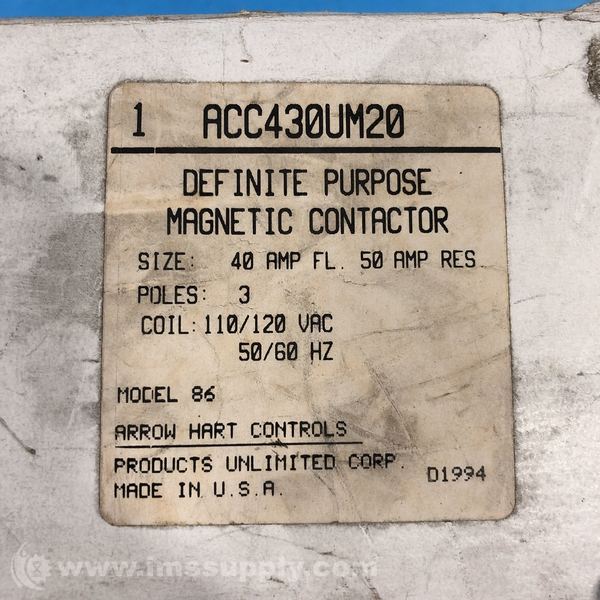 1 ACC430UM20
DEFINITE PURPOSE
MAGNETIC CONTACTOR
SIZE: 40 AMP FL. 50 AMP RES
POLES: 3
COIL: 110/120 VAC
50/60 HZ
MODEL 86
ARROW HART CONTROLS
PRODUCTS UNLIMITED CORP. D1994
MADE IN U.S.A.
www.imssupply.com